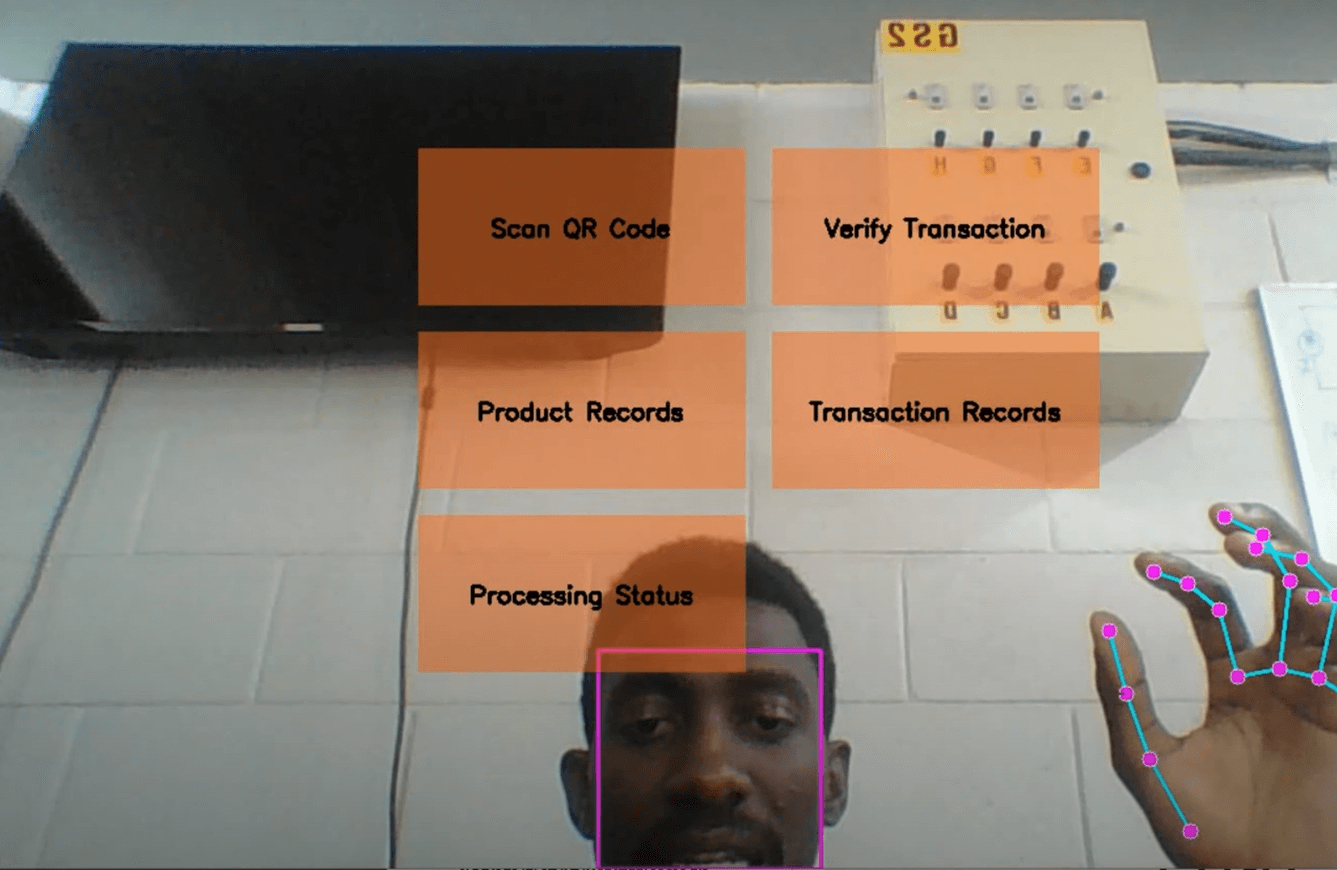 GS2
H G F E
Scan QR Code
Verify Transaction
D C B A
Product Records
Transaction Records
Processing Status